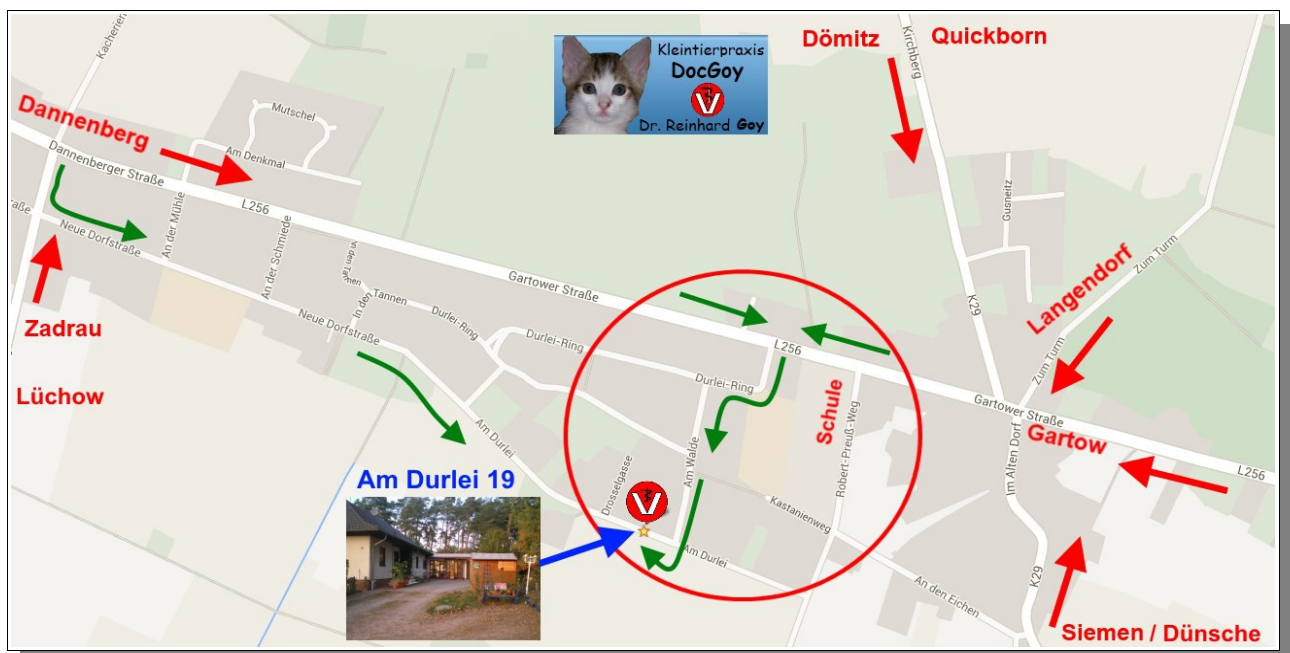 Kacherien
Kleintierpraxis
DocGoy
V
Dr. Reinhard Goy
Dömitz
Quickborn
Kirchberg
Dannenberg
Mutschel
Am Denkmal
Dannenberger Straße
L256
aße
Neue Dorfstraße
An der Mühle
An der Schmiede
Gusneitz
Zum Turm
Langendorf
K29
Zadrau
Lüchow
In den
Tannen
Neue Dorfstraße
Durlei-Ring
Gartower Straße
Durlei-Ring
L256
Durlei-Ring
Schule
Zum Turm
Gartower Straße
Gartow
L256
Am Durlei
Am Walde
Robert-Preuß-Weg
Im Alten Dorf
Am Durlei 19
Drosselgasse
V
Kastanienweg
Am Durlei
An den Eichen
K29
Siemen / Dünsche